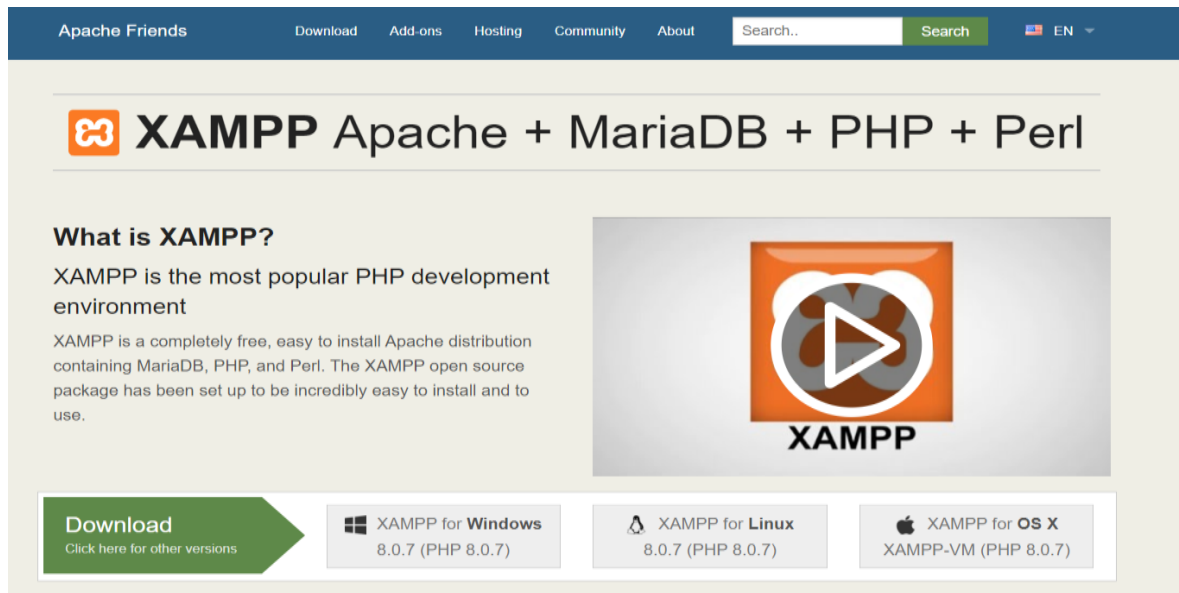 Apache Friends Download Add-ons Hosting Community About Search.. Search EN
XAMPP Apache + MariaDB + PHP + Perl
What is XAMPP?
XAMPP is the most popular PHP development
environment
XAMPP is a completely free, easy to install Apache distribution
containing MariaDB, PHP, and Perl. The XAMPP open source
package has been set up to be incredibly easy to install and to
use.
XAMPP
Download
Click here for other versions
XAMPP for Windows
8.0.7 (PHP 8.0.7)
XAMPP for Linux
8.0.7 (PHP 8.0.7)
XAMPP for OS X
XAMPP-VM (PHP 8.0.7)